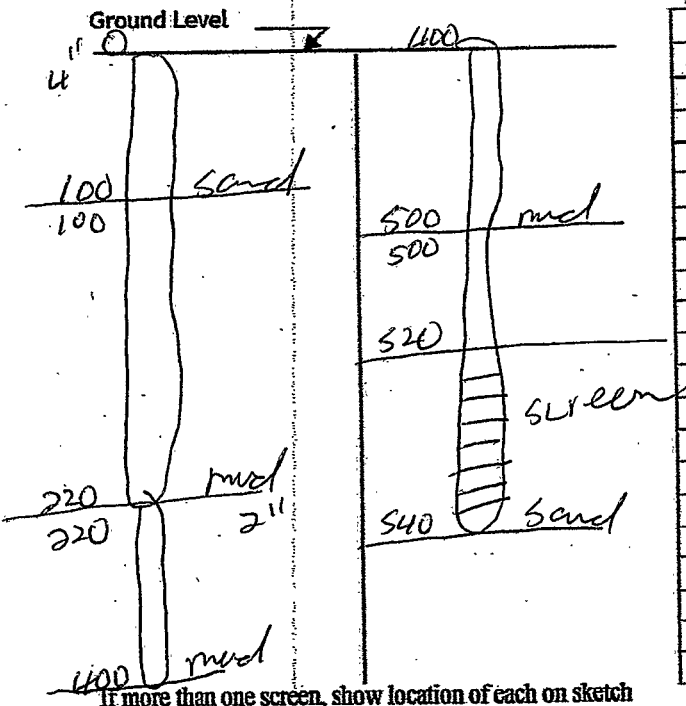 Ground Level
0
4"
100 sand
100
220 mud
220 2"
400 mud
400
500 mud
500
520
screen
540 sand
If more than one screen, show location of each on sketch